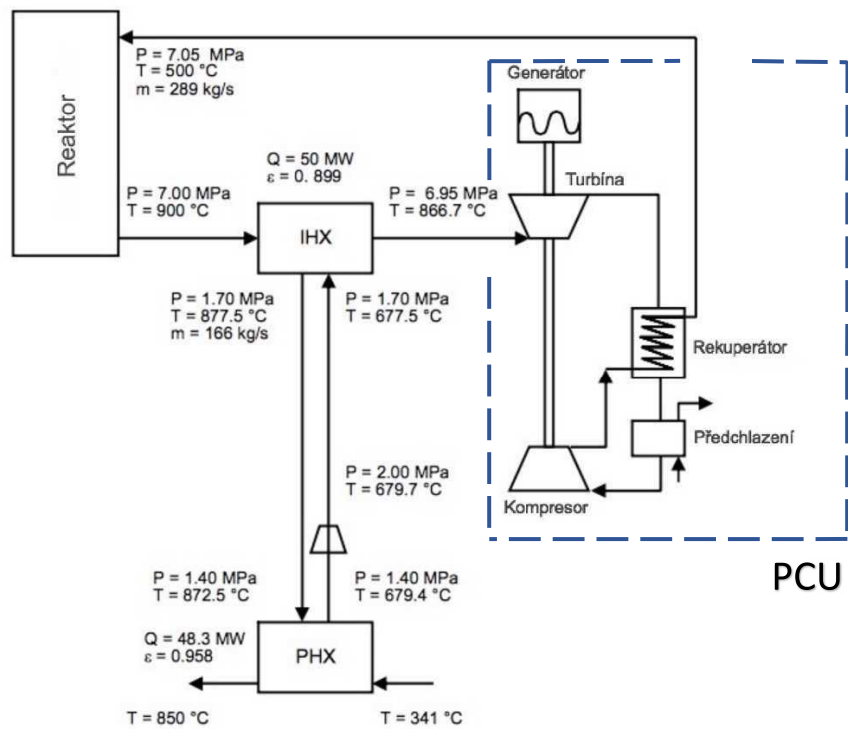 Reaktor
P = 7.05 MPa
T = 500 °C
m = 289 kg/s
Generátor
Q = 50 MW
ε = 0. 899
Turbína
P = 7.00 MPa
T = 900 °C
P = 6.95 MPa
T = 866.7 °C
IHX
P = 1.70 MPa
T = 877.5 °C
m = 166 kg/s
P = 1.70 MPa
T = 677.5 °C
Rekuperátor
Předchlazení
P = 2.00 MPa
T = 679.7 °C
Kompresor
PCU
P = 1.40 MPa
T = 872.5 °C
P = 1.40 MPa
T = 679.4 °C
Q = 48.3 MW
ε = 0.958
PHX
T = 850 °C
T = 341 °C